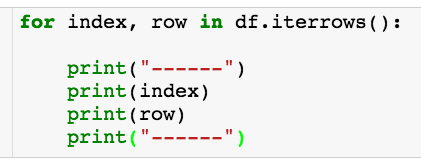 for index, row in df.iterrows():
print("------")
print(index)
print(row)
print("------")